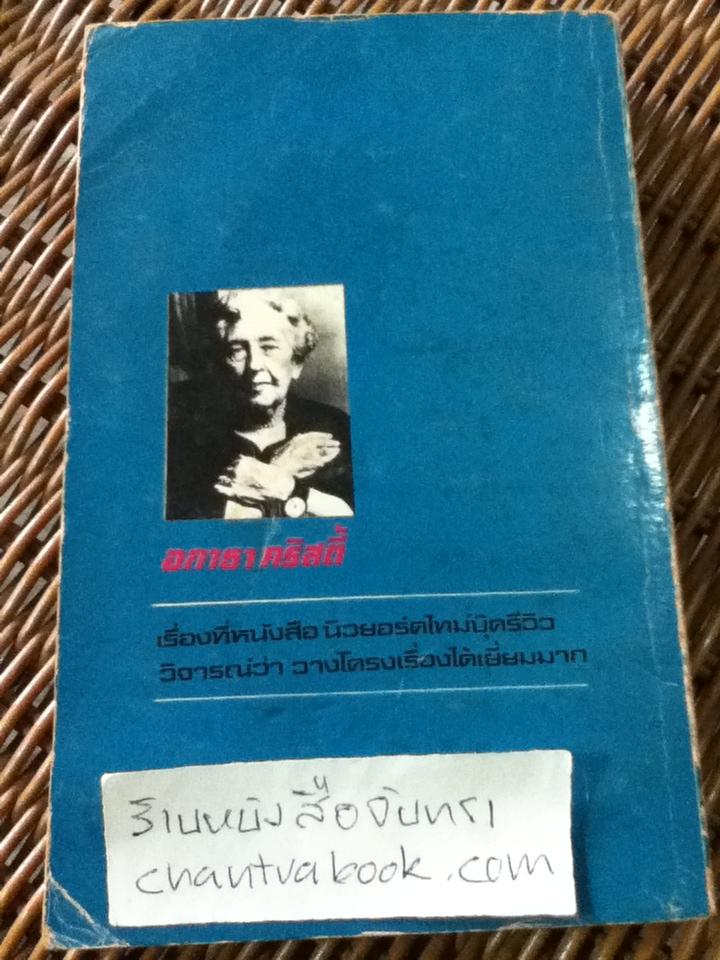 อกาธา คริสตี้
เรื่องที่หนังสือ นิวยอร์คไทม์บุ๊ครีวิว
วิจารณ์ว่า วางโครงเรื่องได้เยี่ยมมาก
ร้านหนังสือจันทรา
chantrabook.com